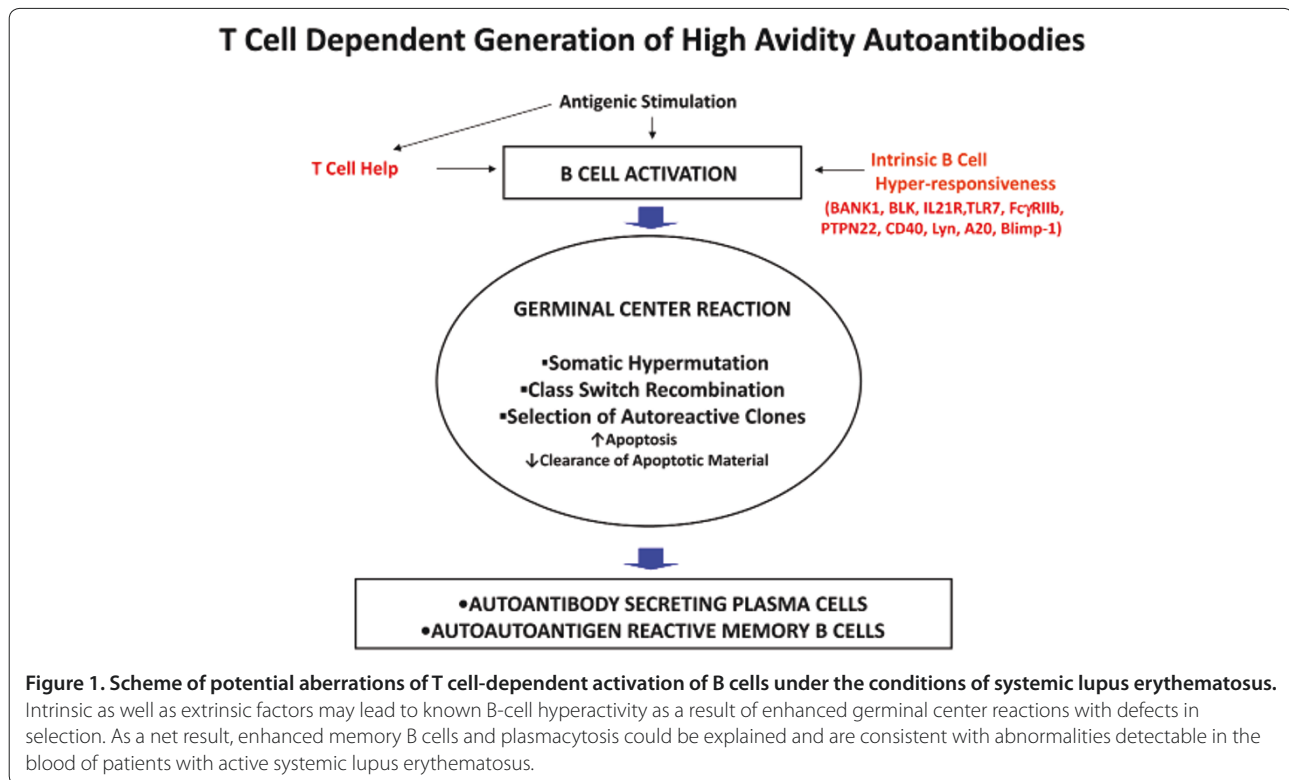 T Cell Dependent Generation of High Avidity Autoantibodies
Antigenic Stimulation
T Cell Help
B CELL ACTIVATION
Intrinsic B Cell
Hyper-responsiveness
(BANK1, BLK, IL21R,TLR7, FcγRIIb,
PTPN22, CD40, Lyn, A20, Blimp-1)
GERMINAL CENTER REACTION
▪Somatic Hypermutation
▪Class Switch Recombination
▪Selection of Autoreactive Clones
↑Apoptosis
↓Clearance of Apoptotic Material
•AUTOANTIBODY SECRETING PLASMA CELLS
•AUTOAUTOANTIGEN REACTIVE MEMORY B CELLS
Figure 1. Scheme of potential aberrations of T cell-dependent activation of B cells under the conditions of systemic lupus erythematosus.
Intrinsic as well as extrinsic factors may lead to known B-cell hyperactivity as a result of enhanced germinal center reactions with defects in
selection. As a net result, enhanced memory B cells and plasmacytosis could be explained and are consistent with abnormalities detectable in the
blood of patients with active systemic lupus erythematosus.